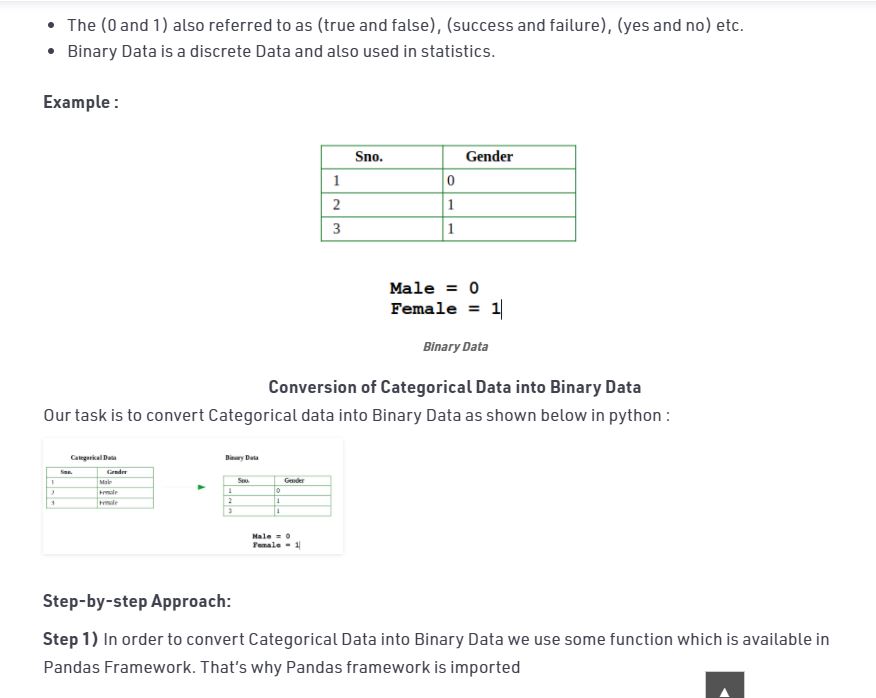 The (0 and 1) also referred to as (true and false), (success and failure), (yes and no) etc.
Binary Data is a discrete Data and also used in statistics.
Example :
Sno. Gender
1 0
2 1
3 1
Male = 0
Female = 1
Binary Data
Conversion of Categorical Data into Binary Data
Our task is to convert Categorical data into Binary Data as shown below in python :
Categorical Data
Sno. Gender
1 Male
2 Female
3 Female
Binary Data
Sno. Gender
1 0
2 1
3 1
Male = 0
Female = 1
Step-by-step Approach:
Step 1) In order to convert Categorical Data into Binary Data we use some function which is available in
Pandas Framework. That's why Pandas framework is imported